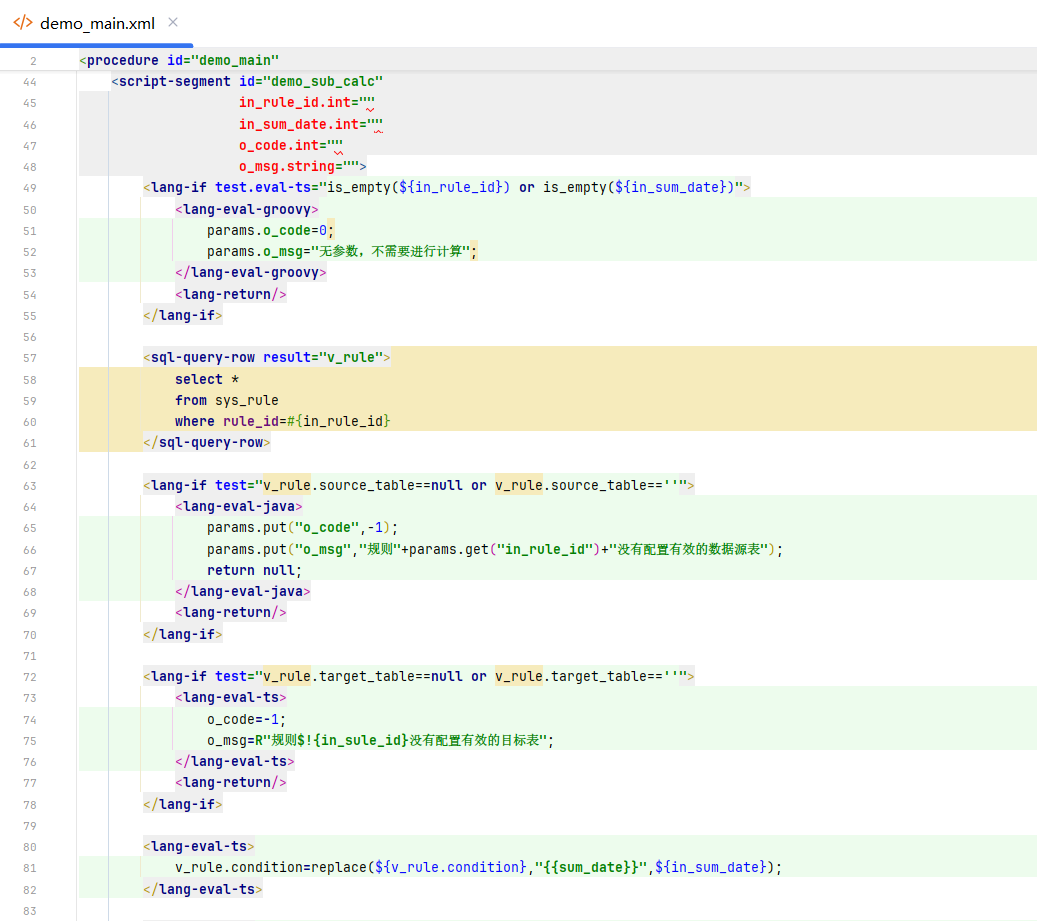 </> demo_main.xml ×
2 <procedure id="demo_main"
44 <script-segment id="demo_sub_calc"
45 in_rule_id.int=""
46 in_sum_date.int=""
47 o_code.int=""
48 o_msg.string="">
49 <lang-if test.eval-ts="is_empty(${in_rule_id}) or is_empty(${in_sum_date})">
50 <lang-eval-groovy>
51 params.o_code=0;
52 params.o_msg="无参数，不需要进行计算";
53 </lang-eval-groovy>
54 <lang-return/>
55 </lang-if>
56
57 <sql-query-row result="v_rule">
58 select *
59 from sys_rule
60 where rule_id=#{in_rule_id}
61 </sql-query-row>
62
63 <lang-if test="v_rule.source_table==null or v_rule.source_table==''">
64 <lang-eval-java>
65 params.put("o_code",-1);
66 params.put("o_msg","规则"+params.get("in_rule_id")+"没有配置有效的数据源表");
67 return null;
68 </lang-eval-java>
69 <lang-return/>
70 </lang-if>
71
72 <lang-if test="v_rule.target_table==null or v_rule.target_table==''">
73 <lang-eval-ts>
74 o_code=-1;
75 o_msg=R"规则$!{in_sule_id}没有配置有效的目标表";
76 </lang-eval-ts>
77 <lang-return/>
78 </lang-if>
79
80 <lang-eval-ts>
81 v_rule.condition=replace(${v_rule.condition},"{{sum_date}}",${in_sum_date});
82 </lang-eval-ts>
83